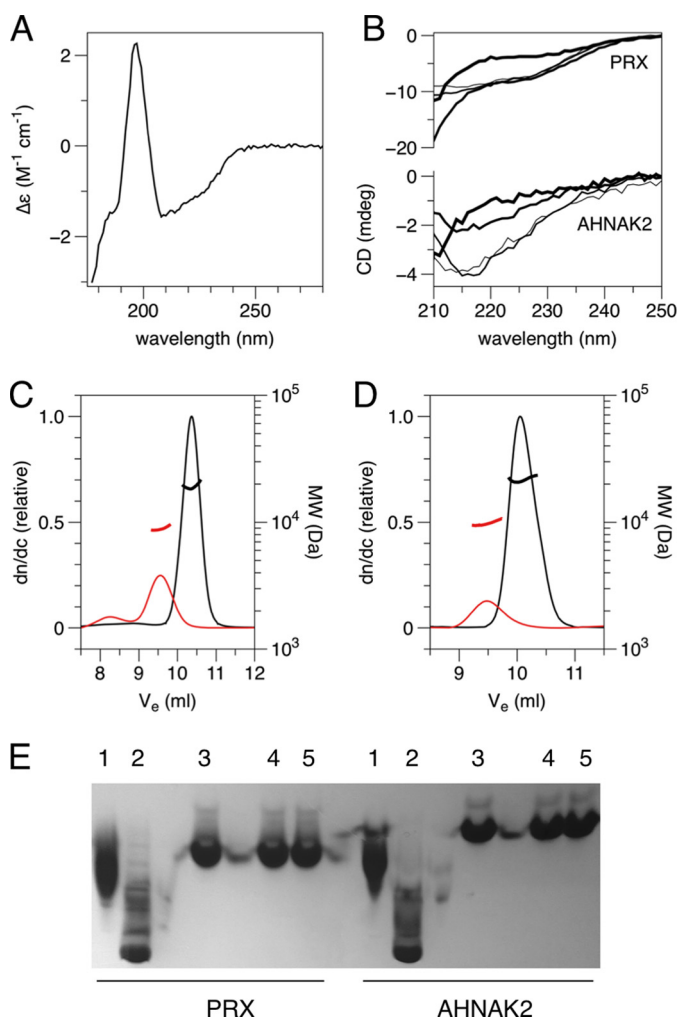 A
B
2
0
−2
Δε (M⁻¹ cm⁻¹)
200
250
wavelength (nm)
0
−10
−20
PRX
0
−2
−4
AHNAK2
CD (mdeg)
210
220
230
240
250
wavelength (nm)
C
D
1.0
0.5
0
dn/dc (relative)
10⁵
10⁴
10³
MW (Da)
8
9
10
11
12
Vₑ (ml)
1.0
0.5
0
dn/dc (relative)
10⁵
10⁴
10³
MW (Da)
9
10
11
Vₑ (ml)
E
1 2 3 4 5 1 2 3 4 5
PRX AHNAK2